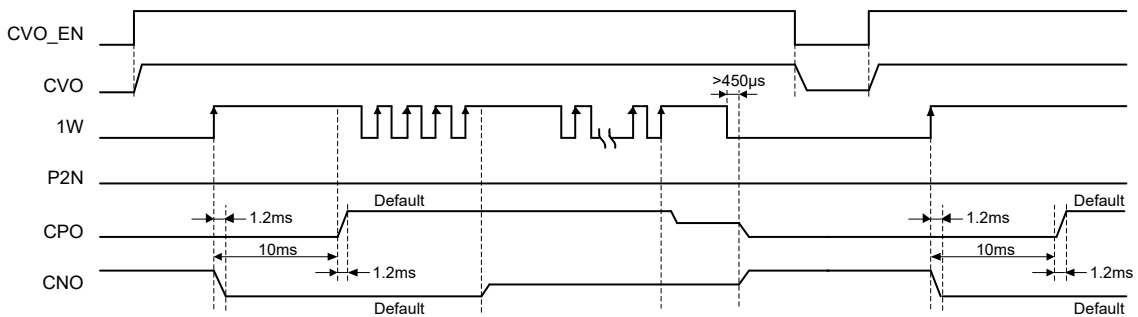 CVO_EN
CVO
>450µs
1W
P2N
Default
1.2ms
1.2ms
CPO
10ms
10ms
1.2ms
1.2ms
CNO
Default
Default